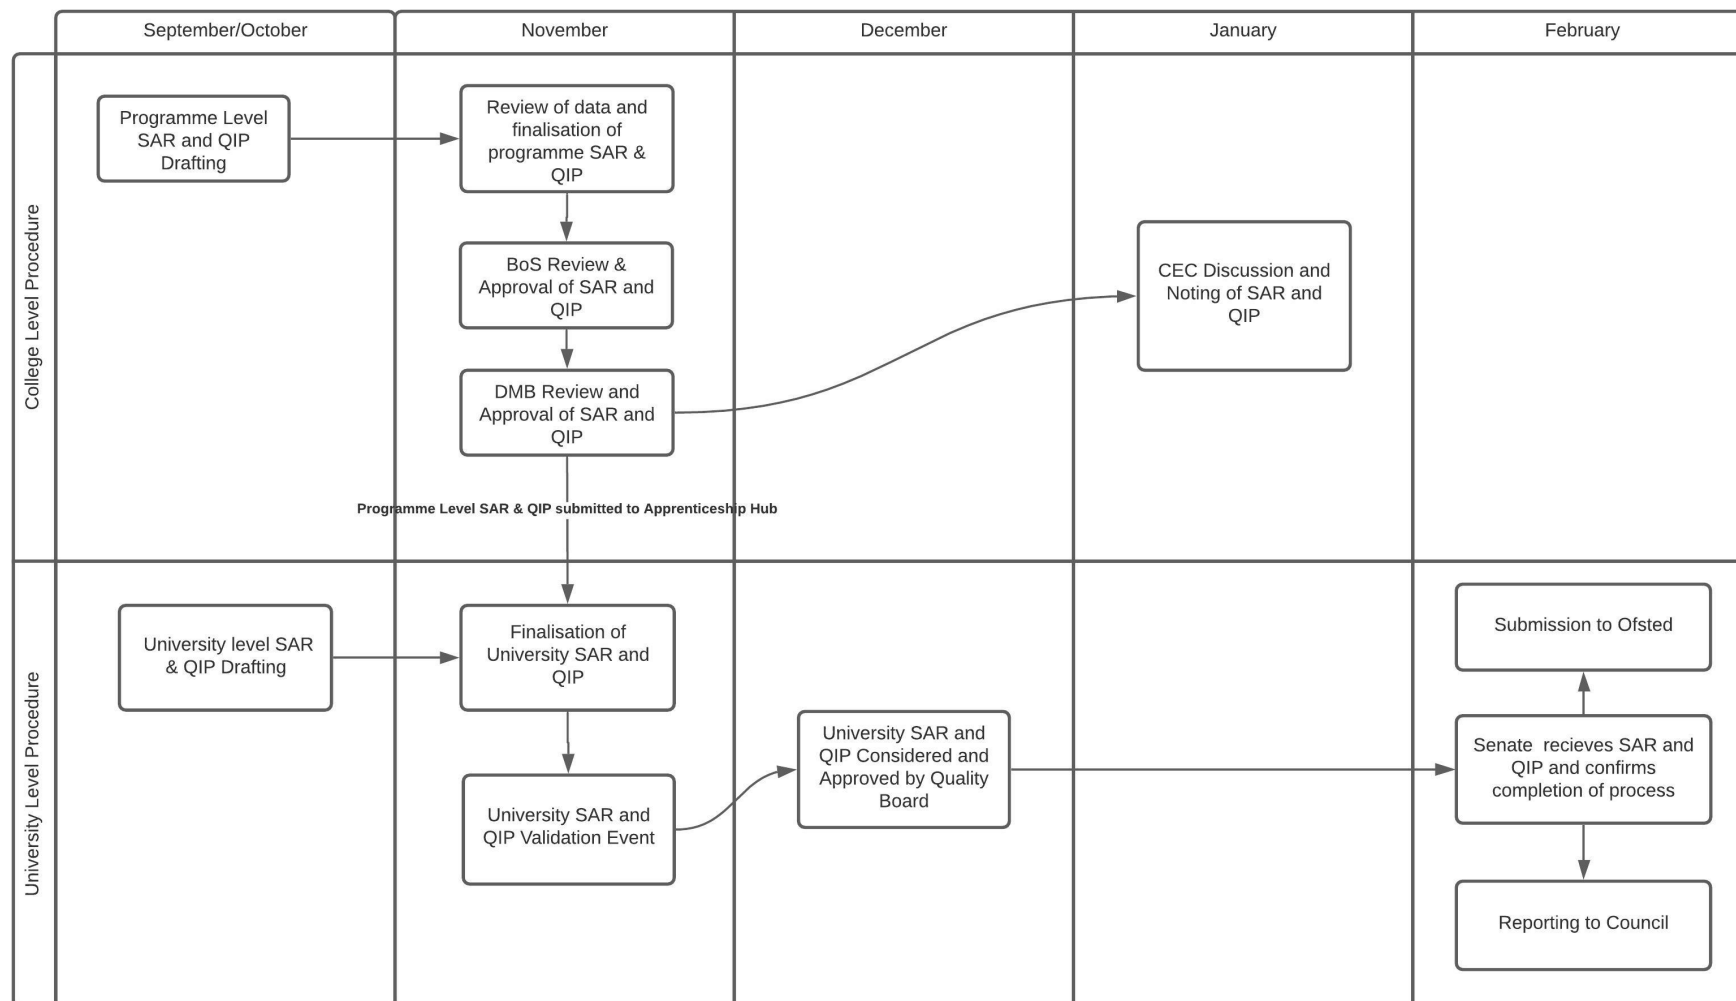 September/October
November
December
January
February
College Level Procedure
Programme Level
SAR and QIP
Drafting
Review of data and
finalisation of
programme SAR &
QIP
BoS Review &
Approval of SAR and
QIP
DMB Review and
Approval of SAR and
QIP
CEC Discussion and
Noting of SAR and
QIP
Programme Level SAR & QIP submitted to Apprenticeship Hub
University Level Procedure
University level SAR
& QIP Drafting
Finalisation of
University SAR and
QIP
University SAR and
QIP Validation Event
University SAR and
QIP Considered and
Approved by Quality
Board
Submission to Ofsted
Senate  recieves SAR and
QIP and confirms
completion of process
Reporting to Council